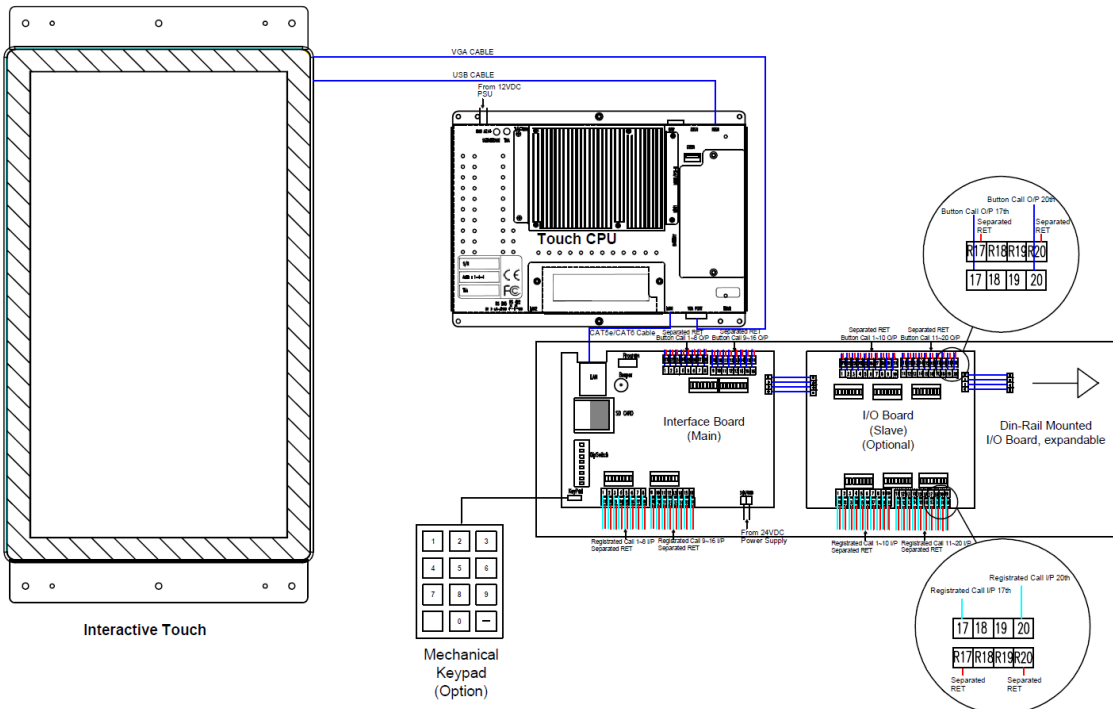 VGA CABLE
USB CABLE
From 12VDC
PSU
Touch CPU
CE
FC
CAT5e/CAT6 Cable
Separated RET
Button Call 1~8 O/P
Separated RET
Button Call 9~16 O/P
Separated RET
Button Call 1~10 O/P
Separated RET
Button Call 11~20 O/P
Button Call O/P 20th
Button Call O/P 17th
Separated
RET
Separated
RET
R17 R18 R19 R20
17 18 19 20
LAN
SD CARD
DipSwitch
KeyPad
Interface Board
(Main)
I/O Board
(Slave)
(Optional)
Din-Rail Mounted
I/O Board, expandable
From 24VDC
Power Supply
Registrated Call 1~8 I/P
Separated RET
Registrated Call 9~16 I/P
Separated RET
Registrated Call 1~10 I/P
Separated RET
Registrated Call 11~20 I/P
Separated RET
Registrated Call I/P 20th
Registrated Call I/P 17th
17 18 19 20
R17 R18 R19 R20
Separated
RET
Separated
RET
1 2 3
4 5 6
7 8 9
0 —
Mechanical
Keypad
(Option)
Interactive Touch